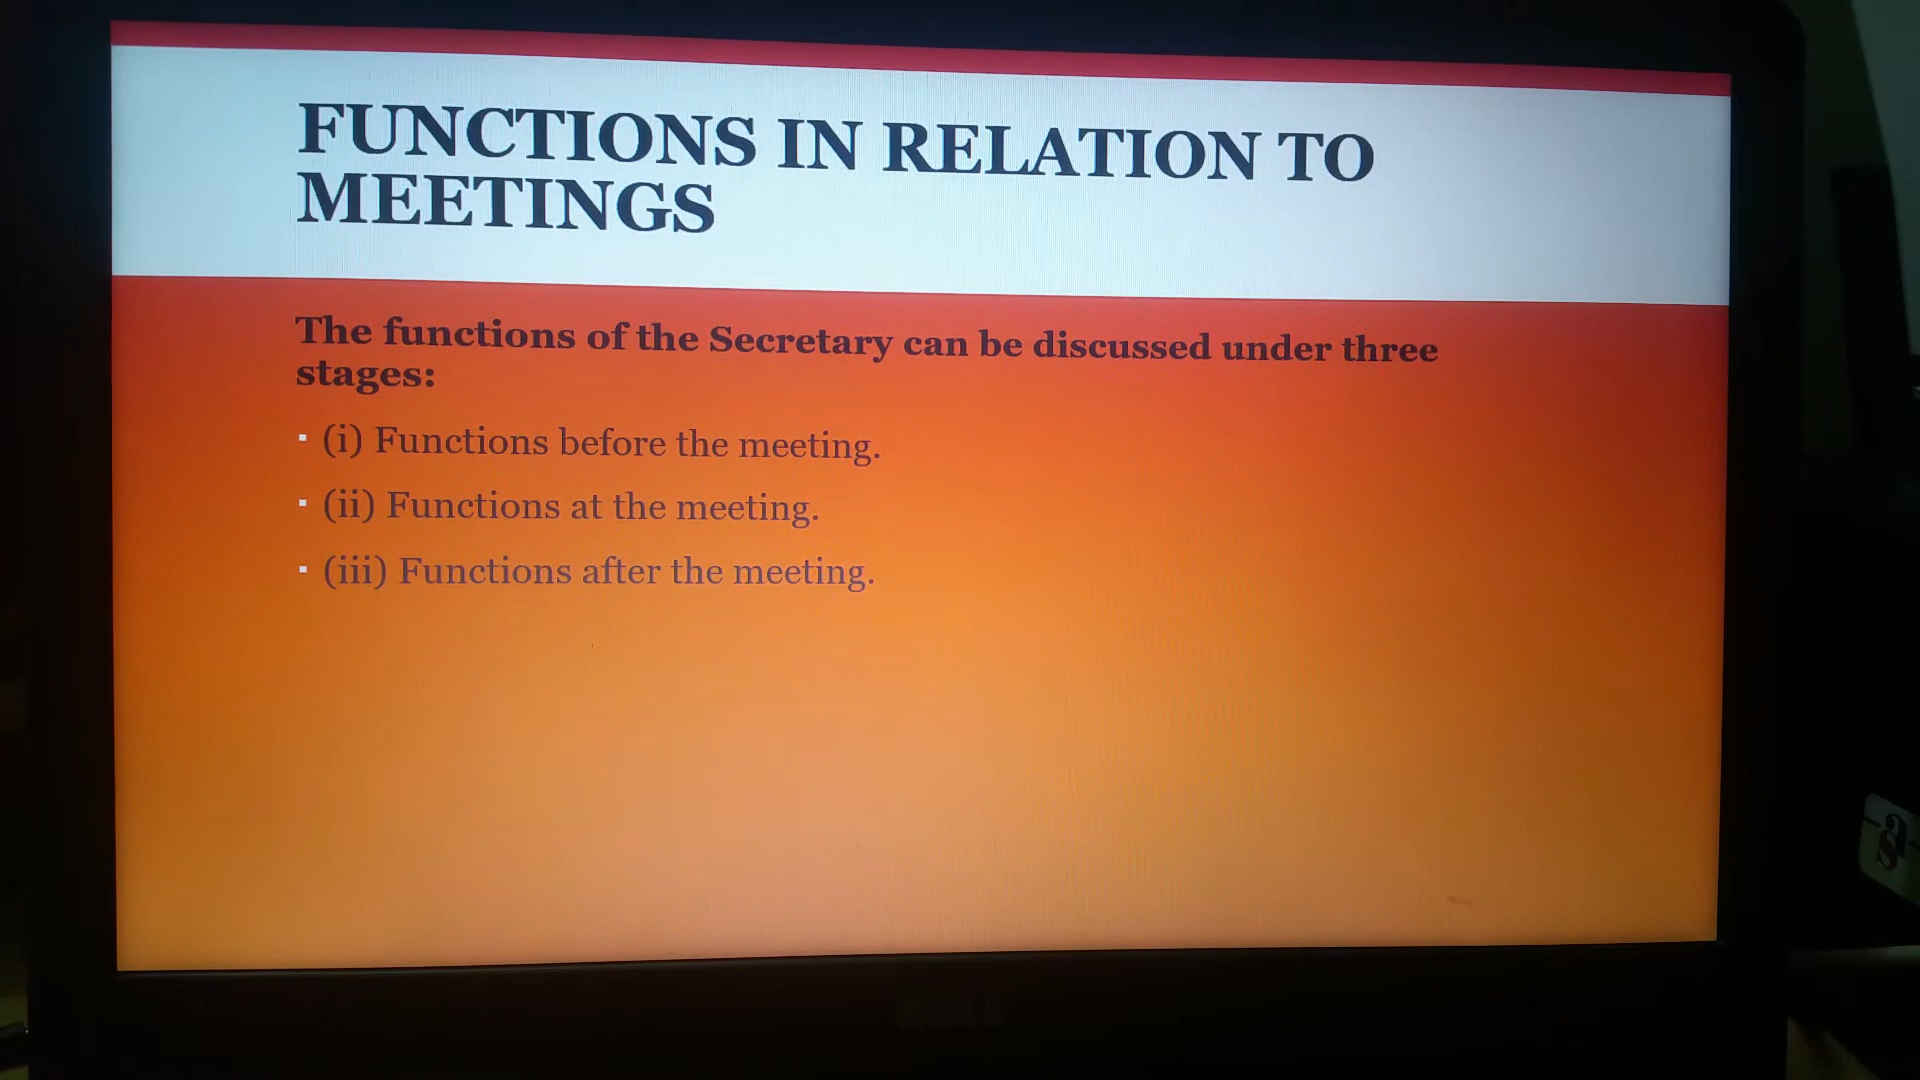 FUNCTIONS IN RELATION TO
MEETINGS
The functions of the Secretary can be discussed under three
stages:
▪ (i) Functions before the meeting.
▪ (ii) Functions at the meeting.
▪ (iii) Functions after the meeting.